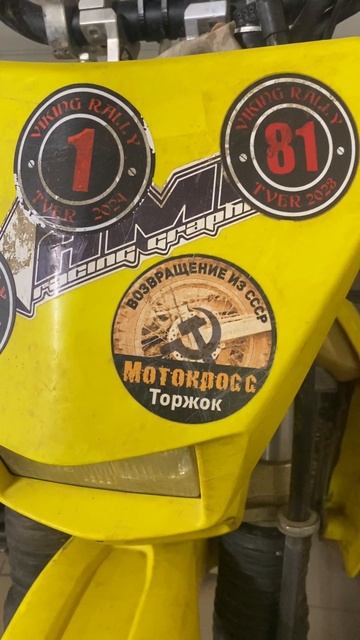 VIKING RALLY
1
TVER 2024
VIKING RALLY
81
TVER 2023
racing graphi
ВОЗВРАЩЕНИЕ ИЗ СССР
Мотокросс
Торжок